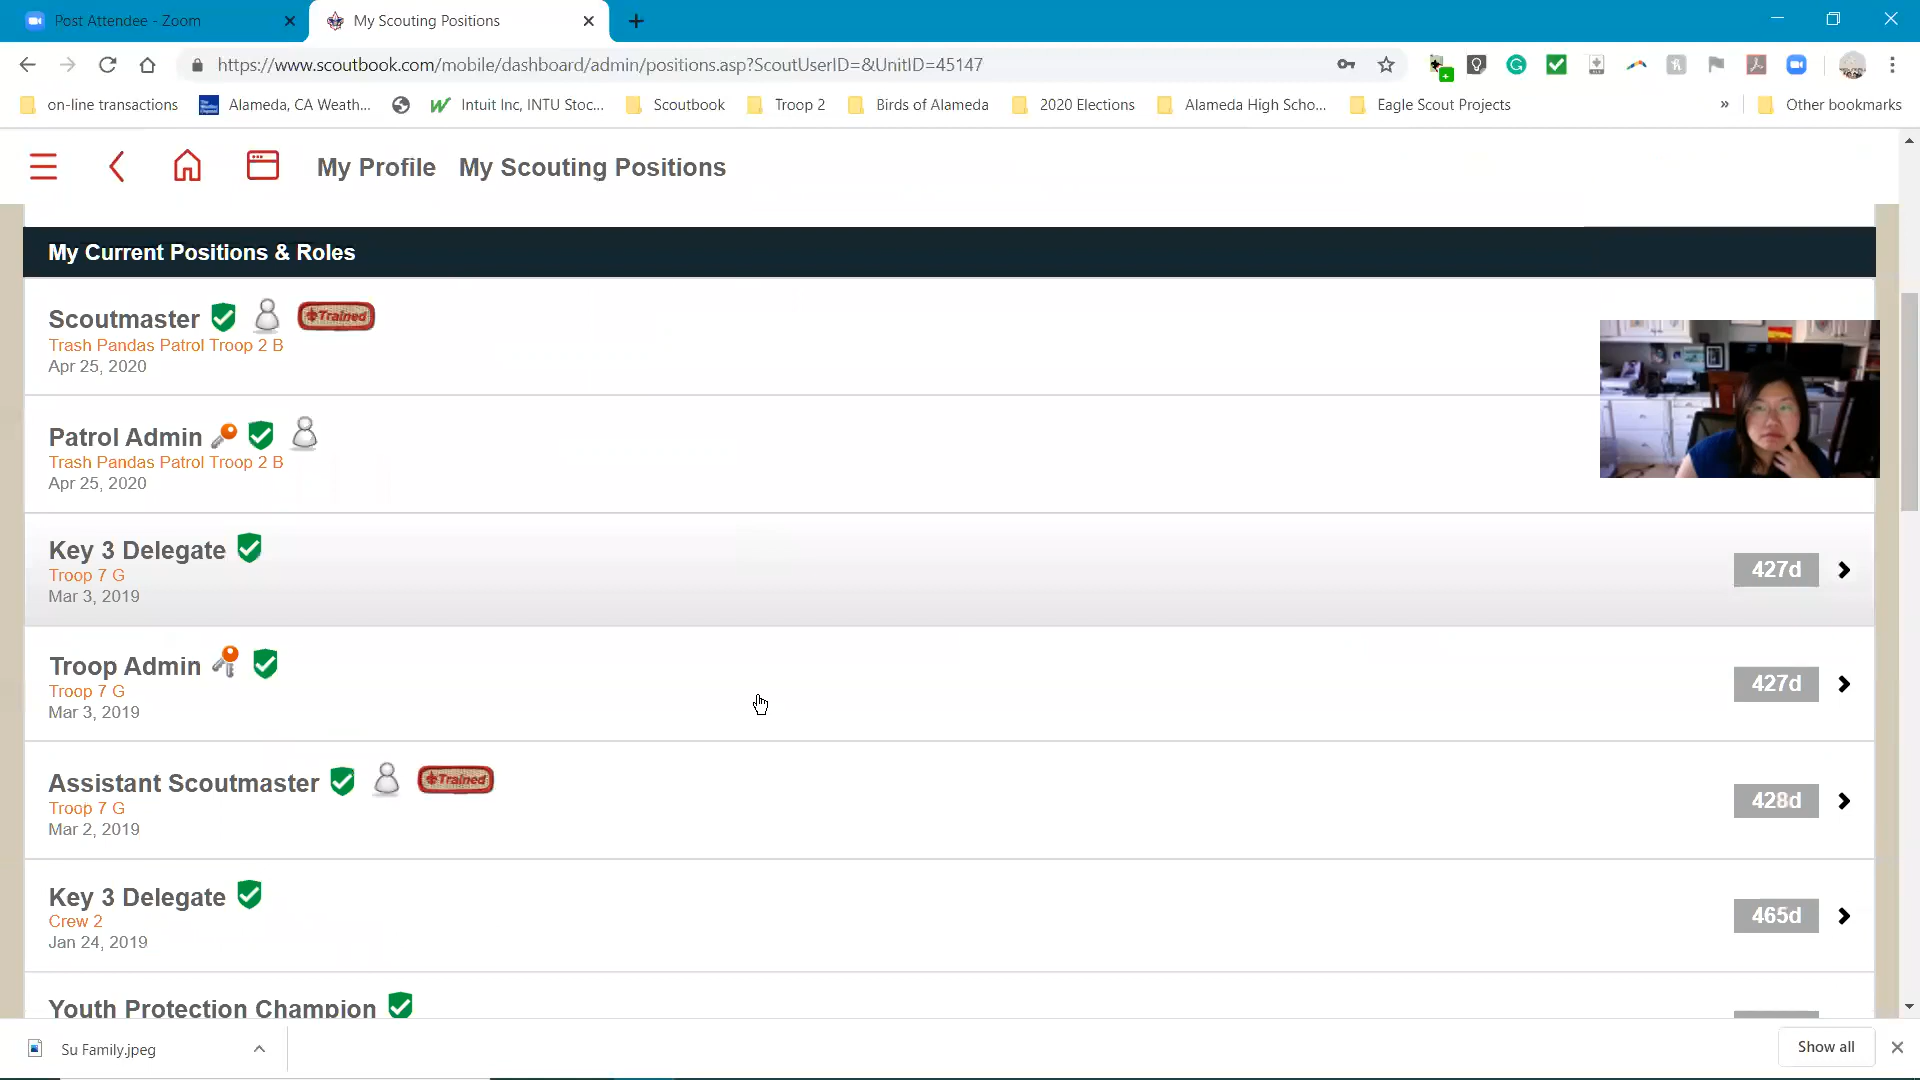 Post Attendee - Zoom
My Scouting Positions
https://www.scoutbook.com/mobile/dashboard/admin/positions.asp?ScoutUserID=&UnitID=45147
on-line transactions
Alameda, CA Weath...
Intuit Inc, INTU Stoc...
Scoutbook
Troop 2
Birds of Alameda
2020 Elections
Alameda High Scho...
Eagle Scout Projects
»
Other bookmarks
My Profile
My Scouting Positions
My Current Positions & Roles
Scoutmaster
Trained
Trash Pandas Patrol Troop 2 B
Apr 25, 2020
Patrol Admin
Trash Pandas Patrol Troop 2 B
Apr 25, 2020
Key 3 Delegate
Troop 7 G
Mar 3, 2019
427d
Troop Admin
Troop 7 G
Mar 3, 2019
427d
Assistant Scoutmaster
Trained
Troop 7 G
Mar 2, 2019
428d
Key 3 Delegate
Crew 2
Jan 24, 2019
465d
Youth Protection Champion
Su Family.jpeg
Show all